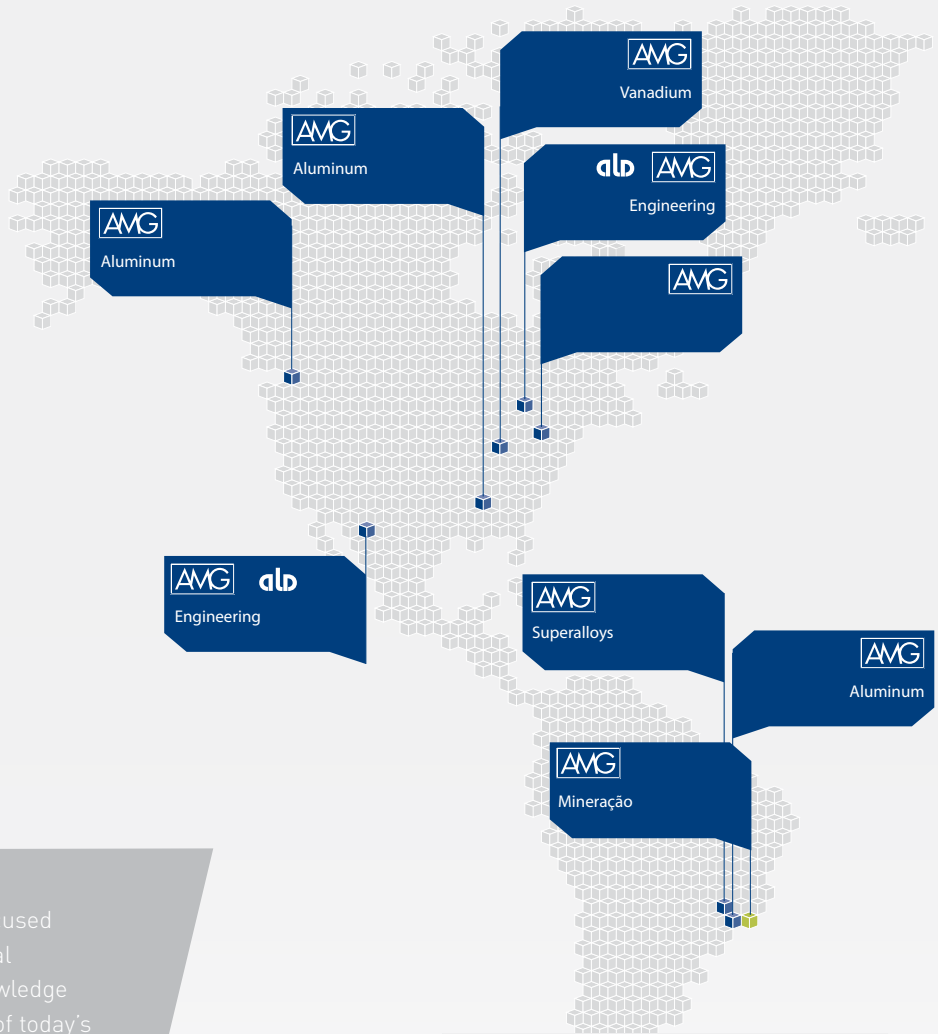 AMG
Vanadium
AMG
Aluminum
ald AMG
Engineering
AMG
Aluminum
AMG
AMG ald
Engineering
AMG
Superalloys
AMG
Aluminum
AMG
Mineração
used
al
wledge
of today's